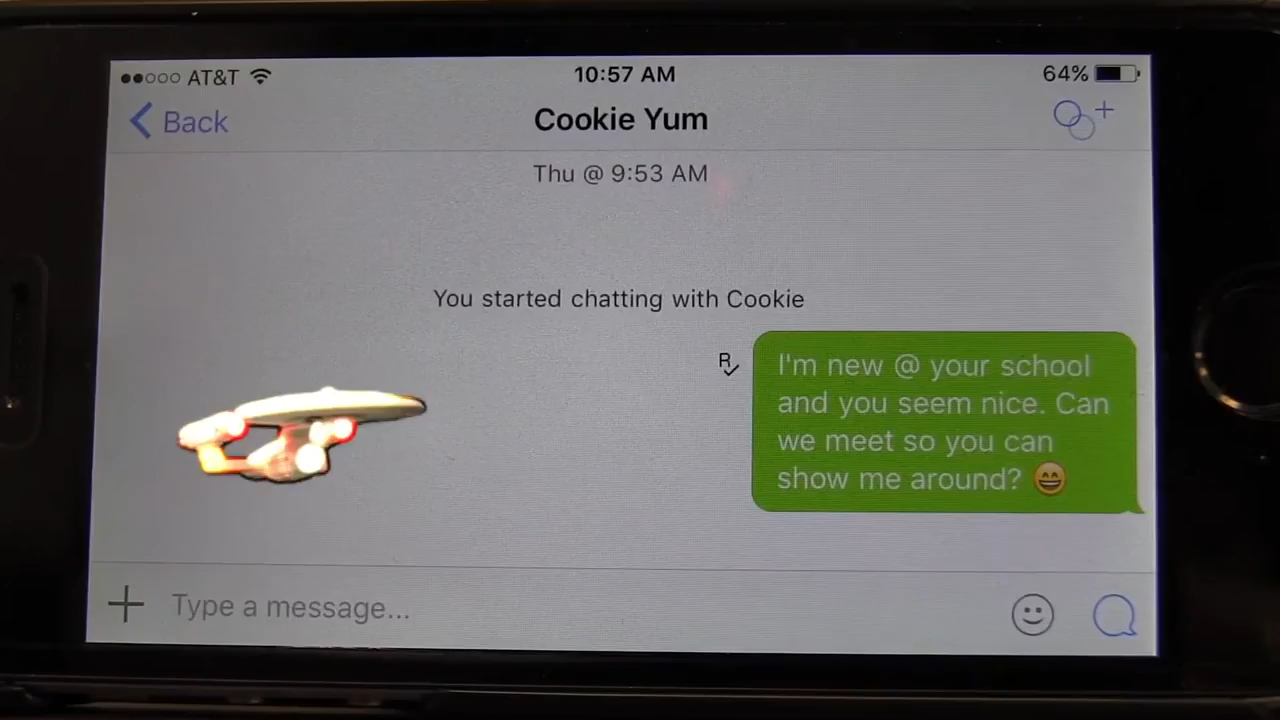 AT&T 10:57 AM 64%
Back Cookie Yum
Thu @ 9:53 AM
You started chatting with Cookie
R I'm new @ your school
and you seem nice. Can
we meet so you can
show me around? 😄
Type a message...